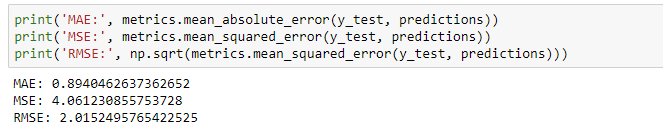 print('MAE:', metrics.mean_absolute_error(y_test, predictions))
print('MSE:', metrics.mean_squared_error(y_test, predictions))
print('RMSE:', np.sqrt(metrics.mean_squared_error(y_test, predictions)))
MAE: 0.8940462637362652
MSE: 4.061230855753728
RMSE: 2.0152495765422525